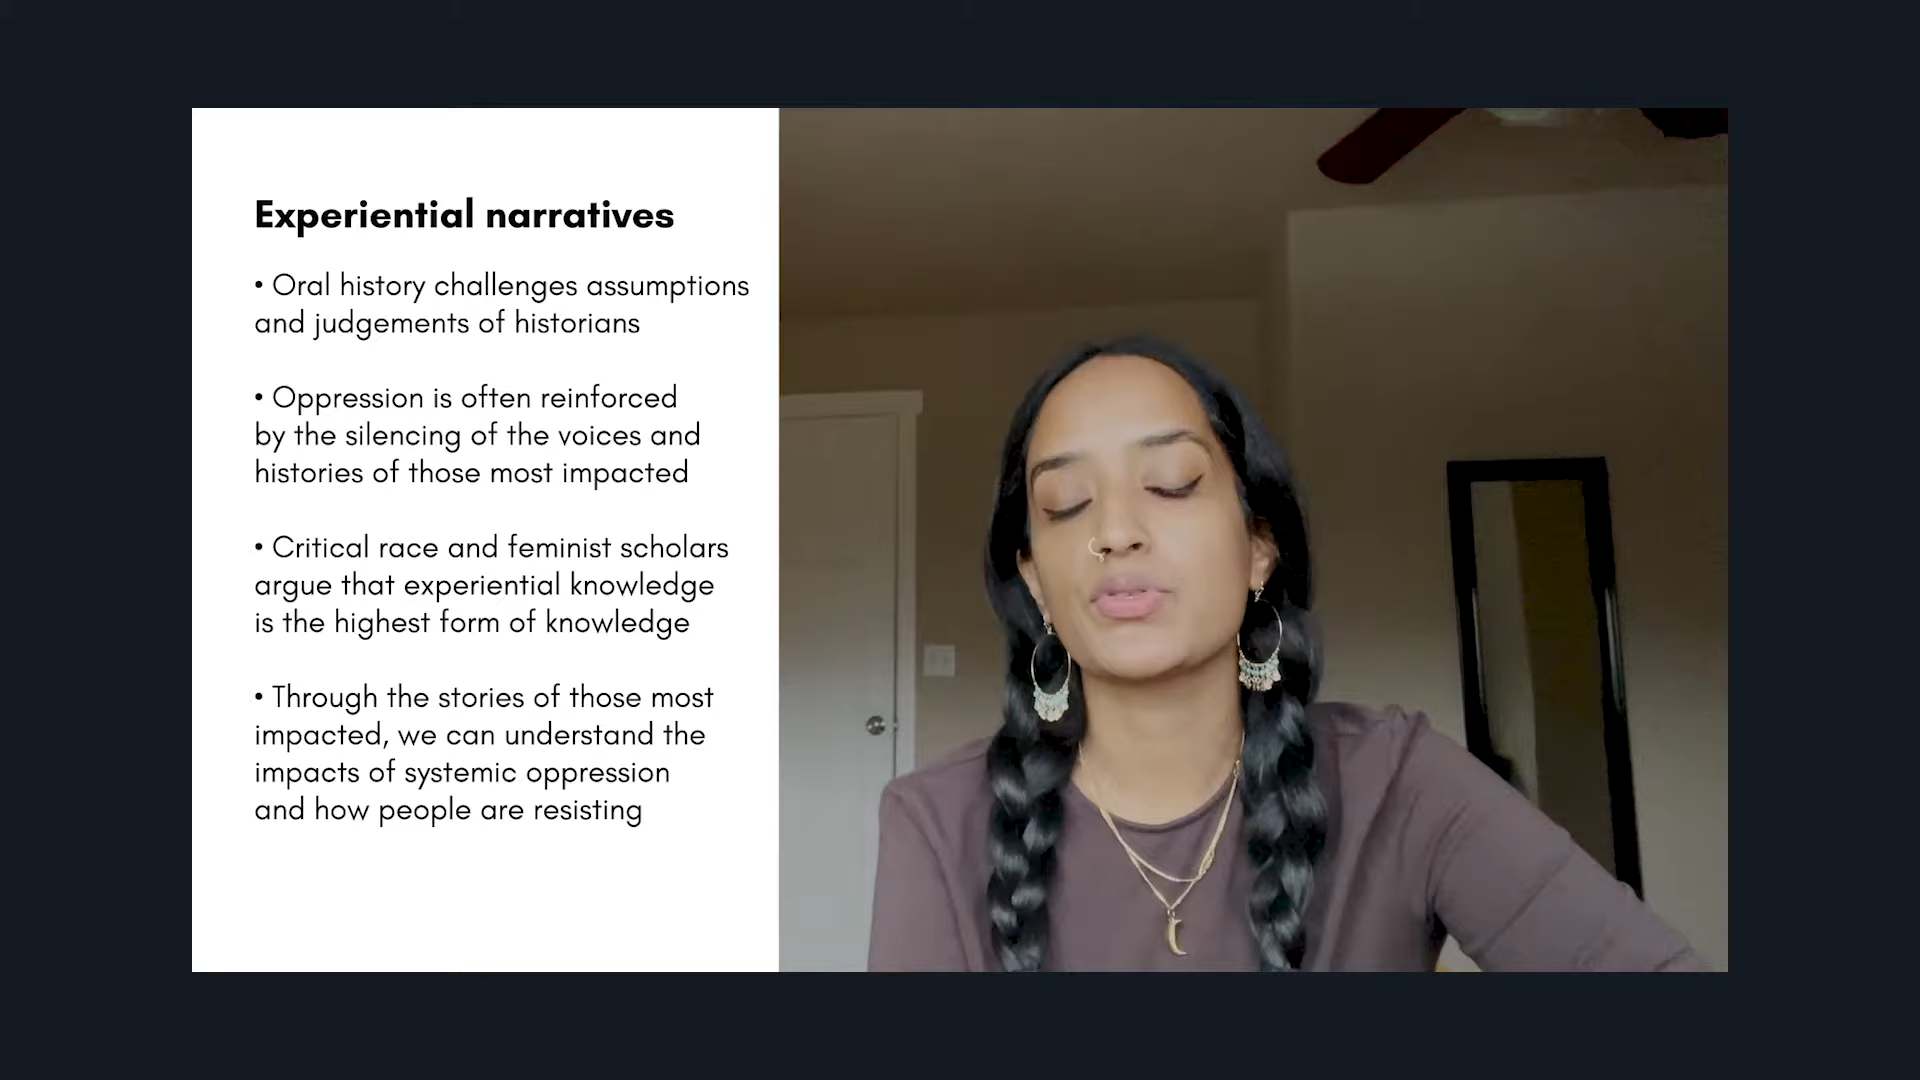 Experiential narratives
• Oral history challenges assumptions
and judgements of historians
• Oppression is often reinforced
by the silencing of the voices and
histories of those most impacted
• Critical race and feminist scholars
argue that experiential knowledge
is the highest form of knowledge
• Through the stories of those most
impacted, we can understand the
impacts of systemic oppression
and how people are resisting